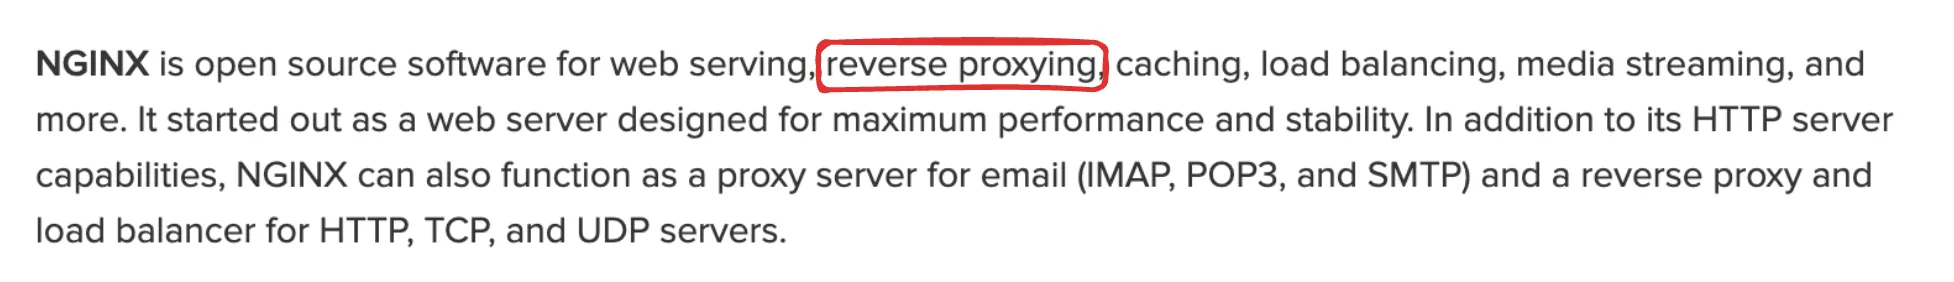 NGINX is open source software for web serving, reverse proxying, caching, load balancing, media streaming, and
more. It started out as a web server designed for maximum performance and stability. In addition to its HTTP server
capabilities, NGINX can also function as a proxy server for email (IMAP, POP3, and SMTP) and a reverse proxy and
load balancer for HTTP, TCP, and UDP servers.